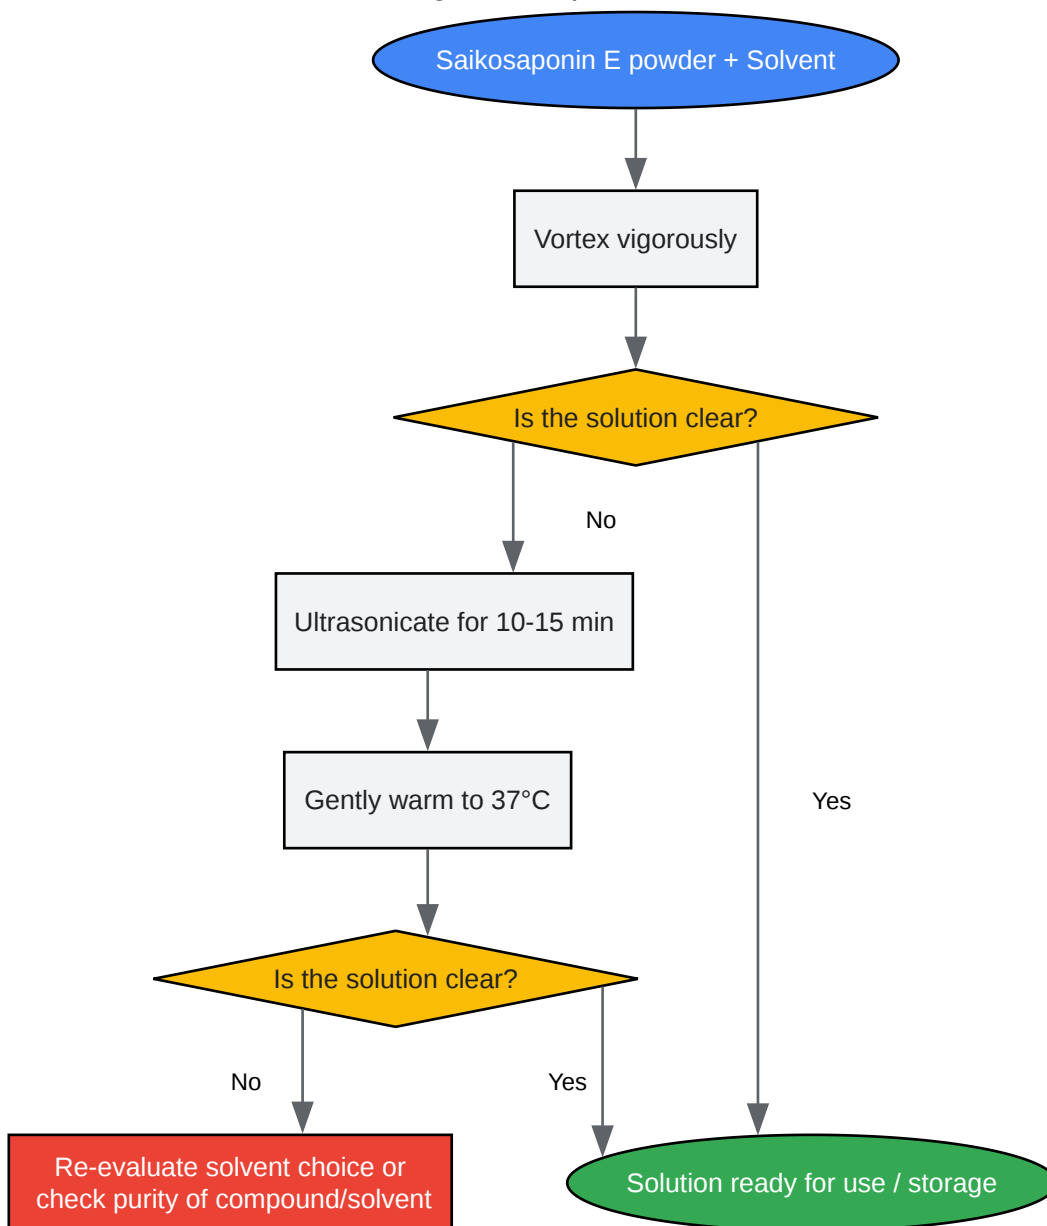 Saikosaponin E powder + Solvent
Vortex vigorously
Is the solution clear?
No
Ultrasonicate for 10-15 min
Gently warm to 37°C
Yes
Is the solution clear?
No
Yes
Re-evaluate solvent choice or
check purity of compound/solvent
Solution ready for use / storage